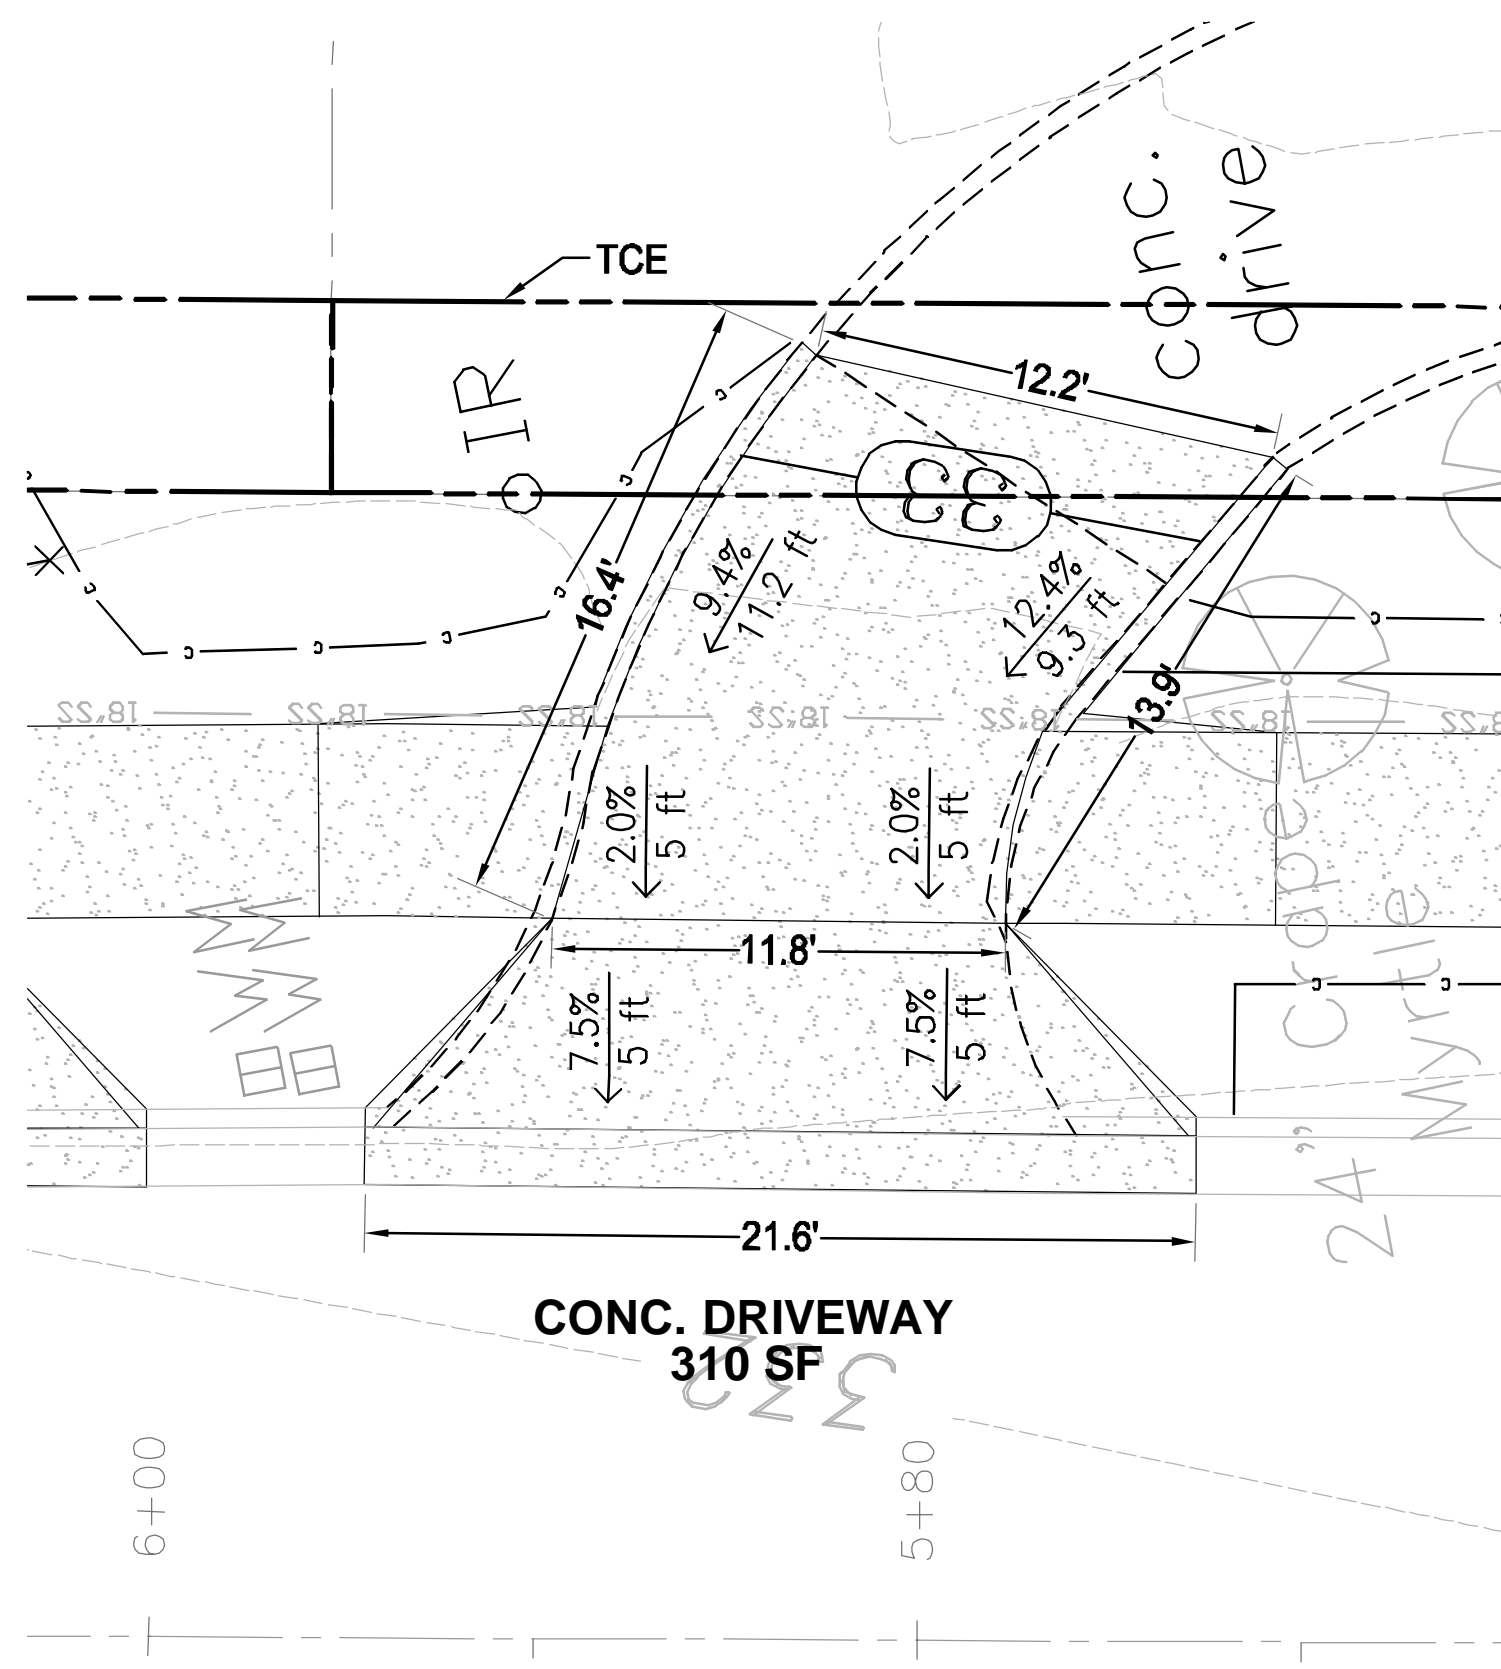 conc.
drive
TCE
12.2'
IR
33
9.4%
11.2 ft
12.4%
9.3 ft
16.4'
13.9'
18"SS
18"SS
18"SS
18"SS
18"SS
18"SS
2.0%
5 ft
2.0%
5 ft
11.8'
7.5%
5 ft
7.5%
5 ft
24" Crape
Myrtle
21.6'
CONC. DRIVEWAY
310 SF
332
6+00
5+80